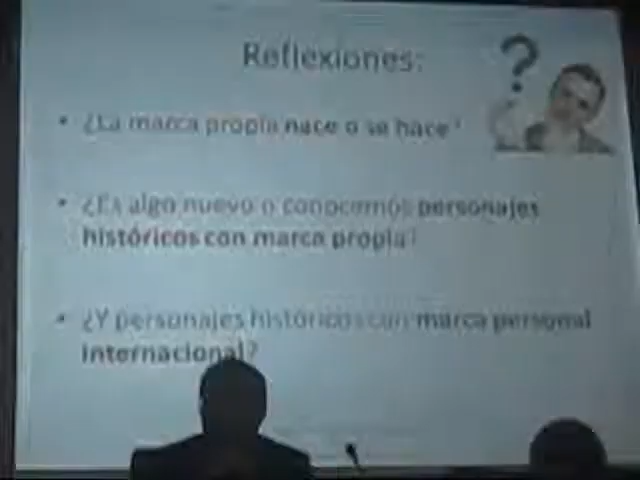 Reflexiones:
• ¿La marca propia nace o se hace?
• ¿Es algo nuevo o conocemos personajes
históricos con marca propia?
• ¿Y personajes históricos con marca personal
internacional?